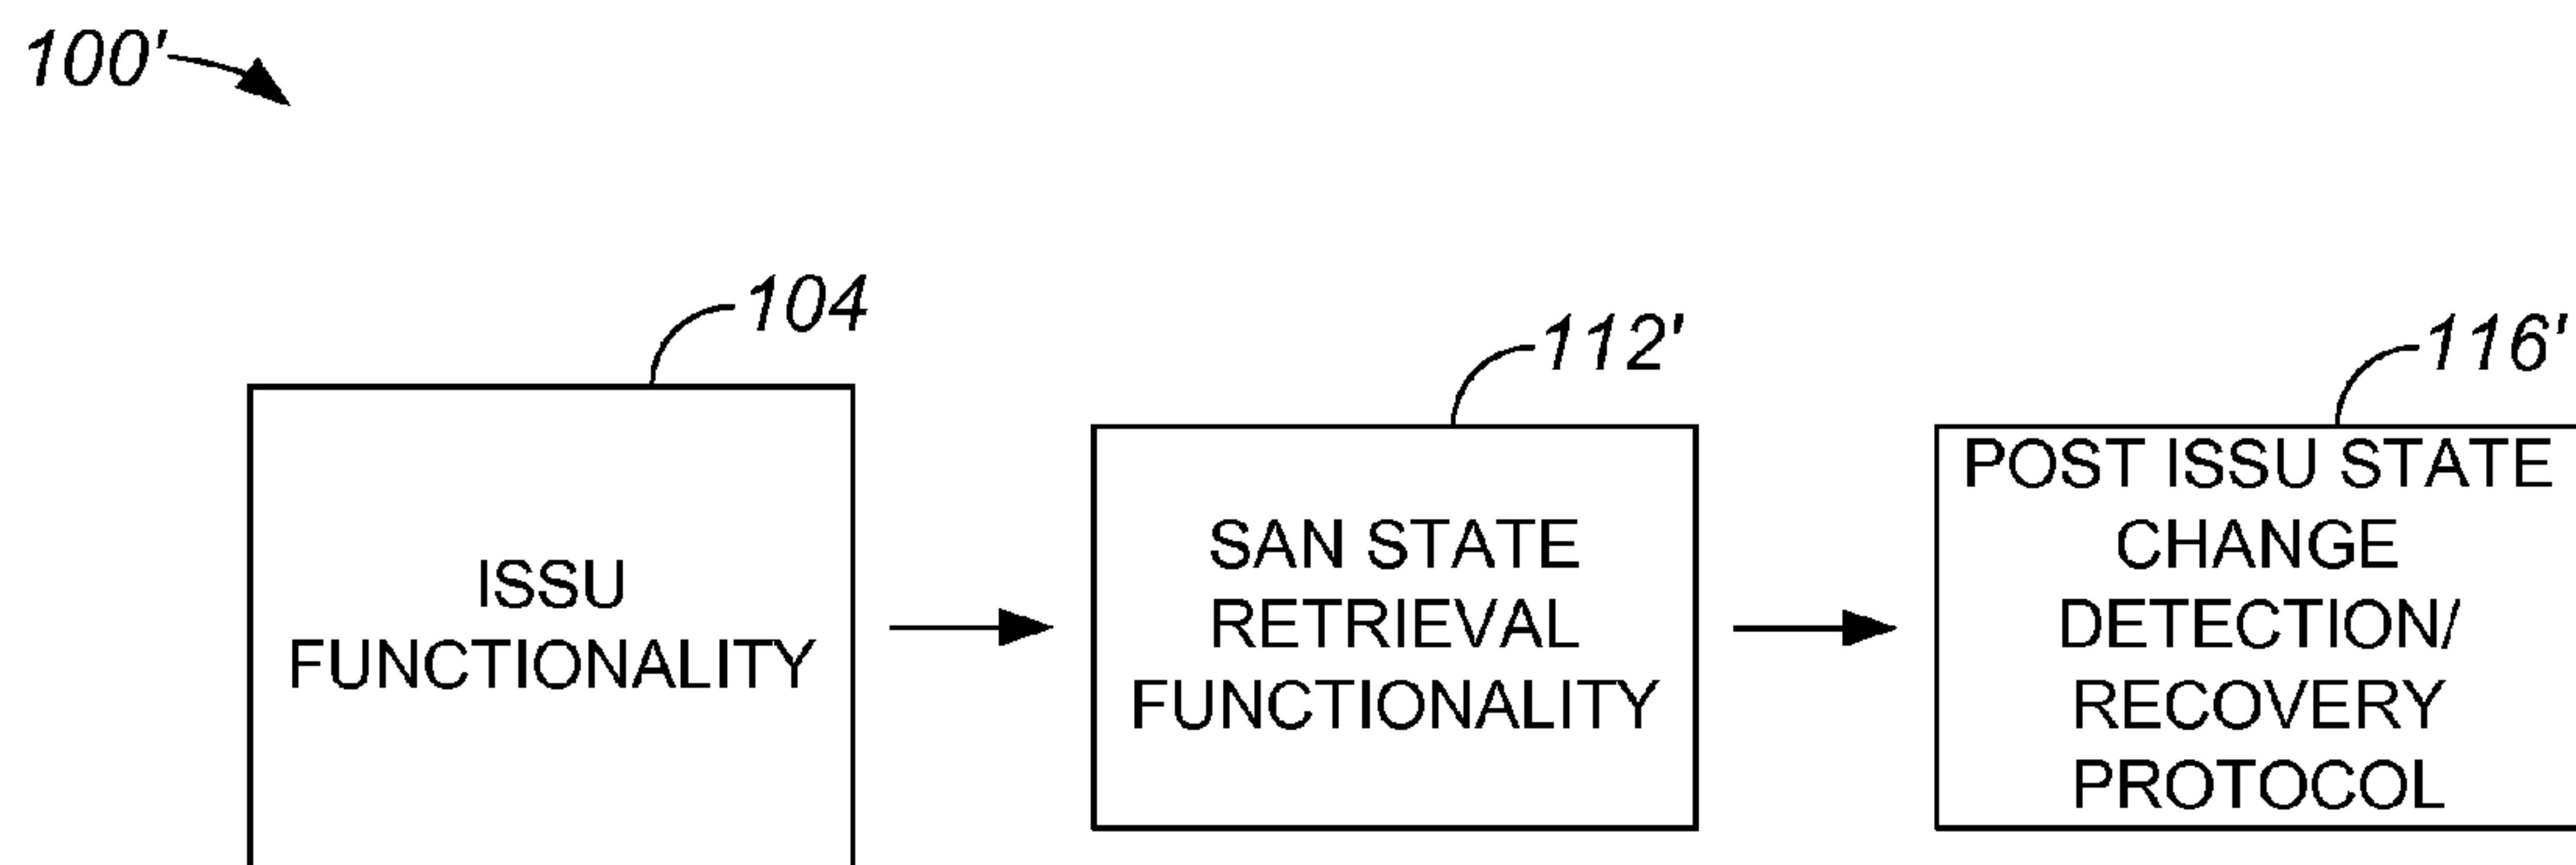 100'
104
112'
116'
ISSU
FUNCTIONALITY
SAN STATE
RETRIEVAL
FUNCTIONALITY
POST ISSU STATE
CHANGE
DETECTION/
RECOVERY
PROTOCOL